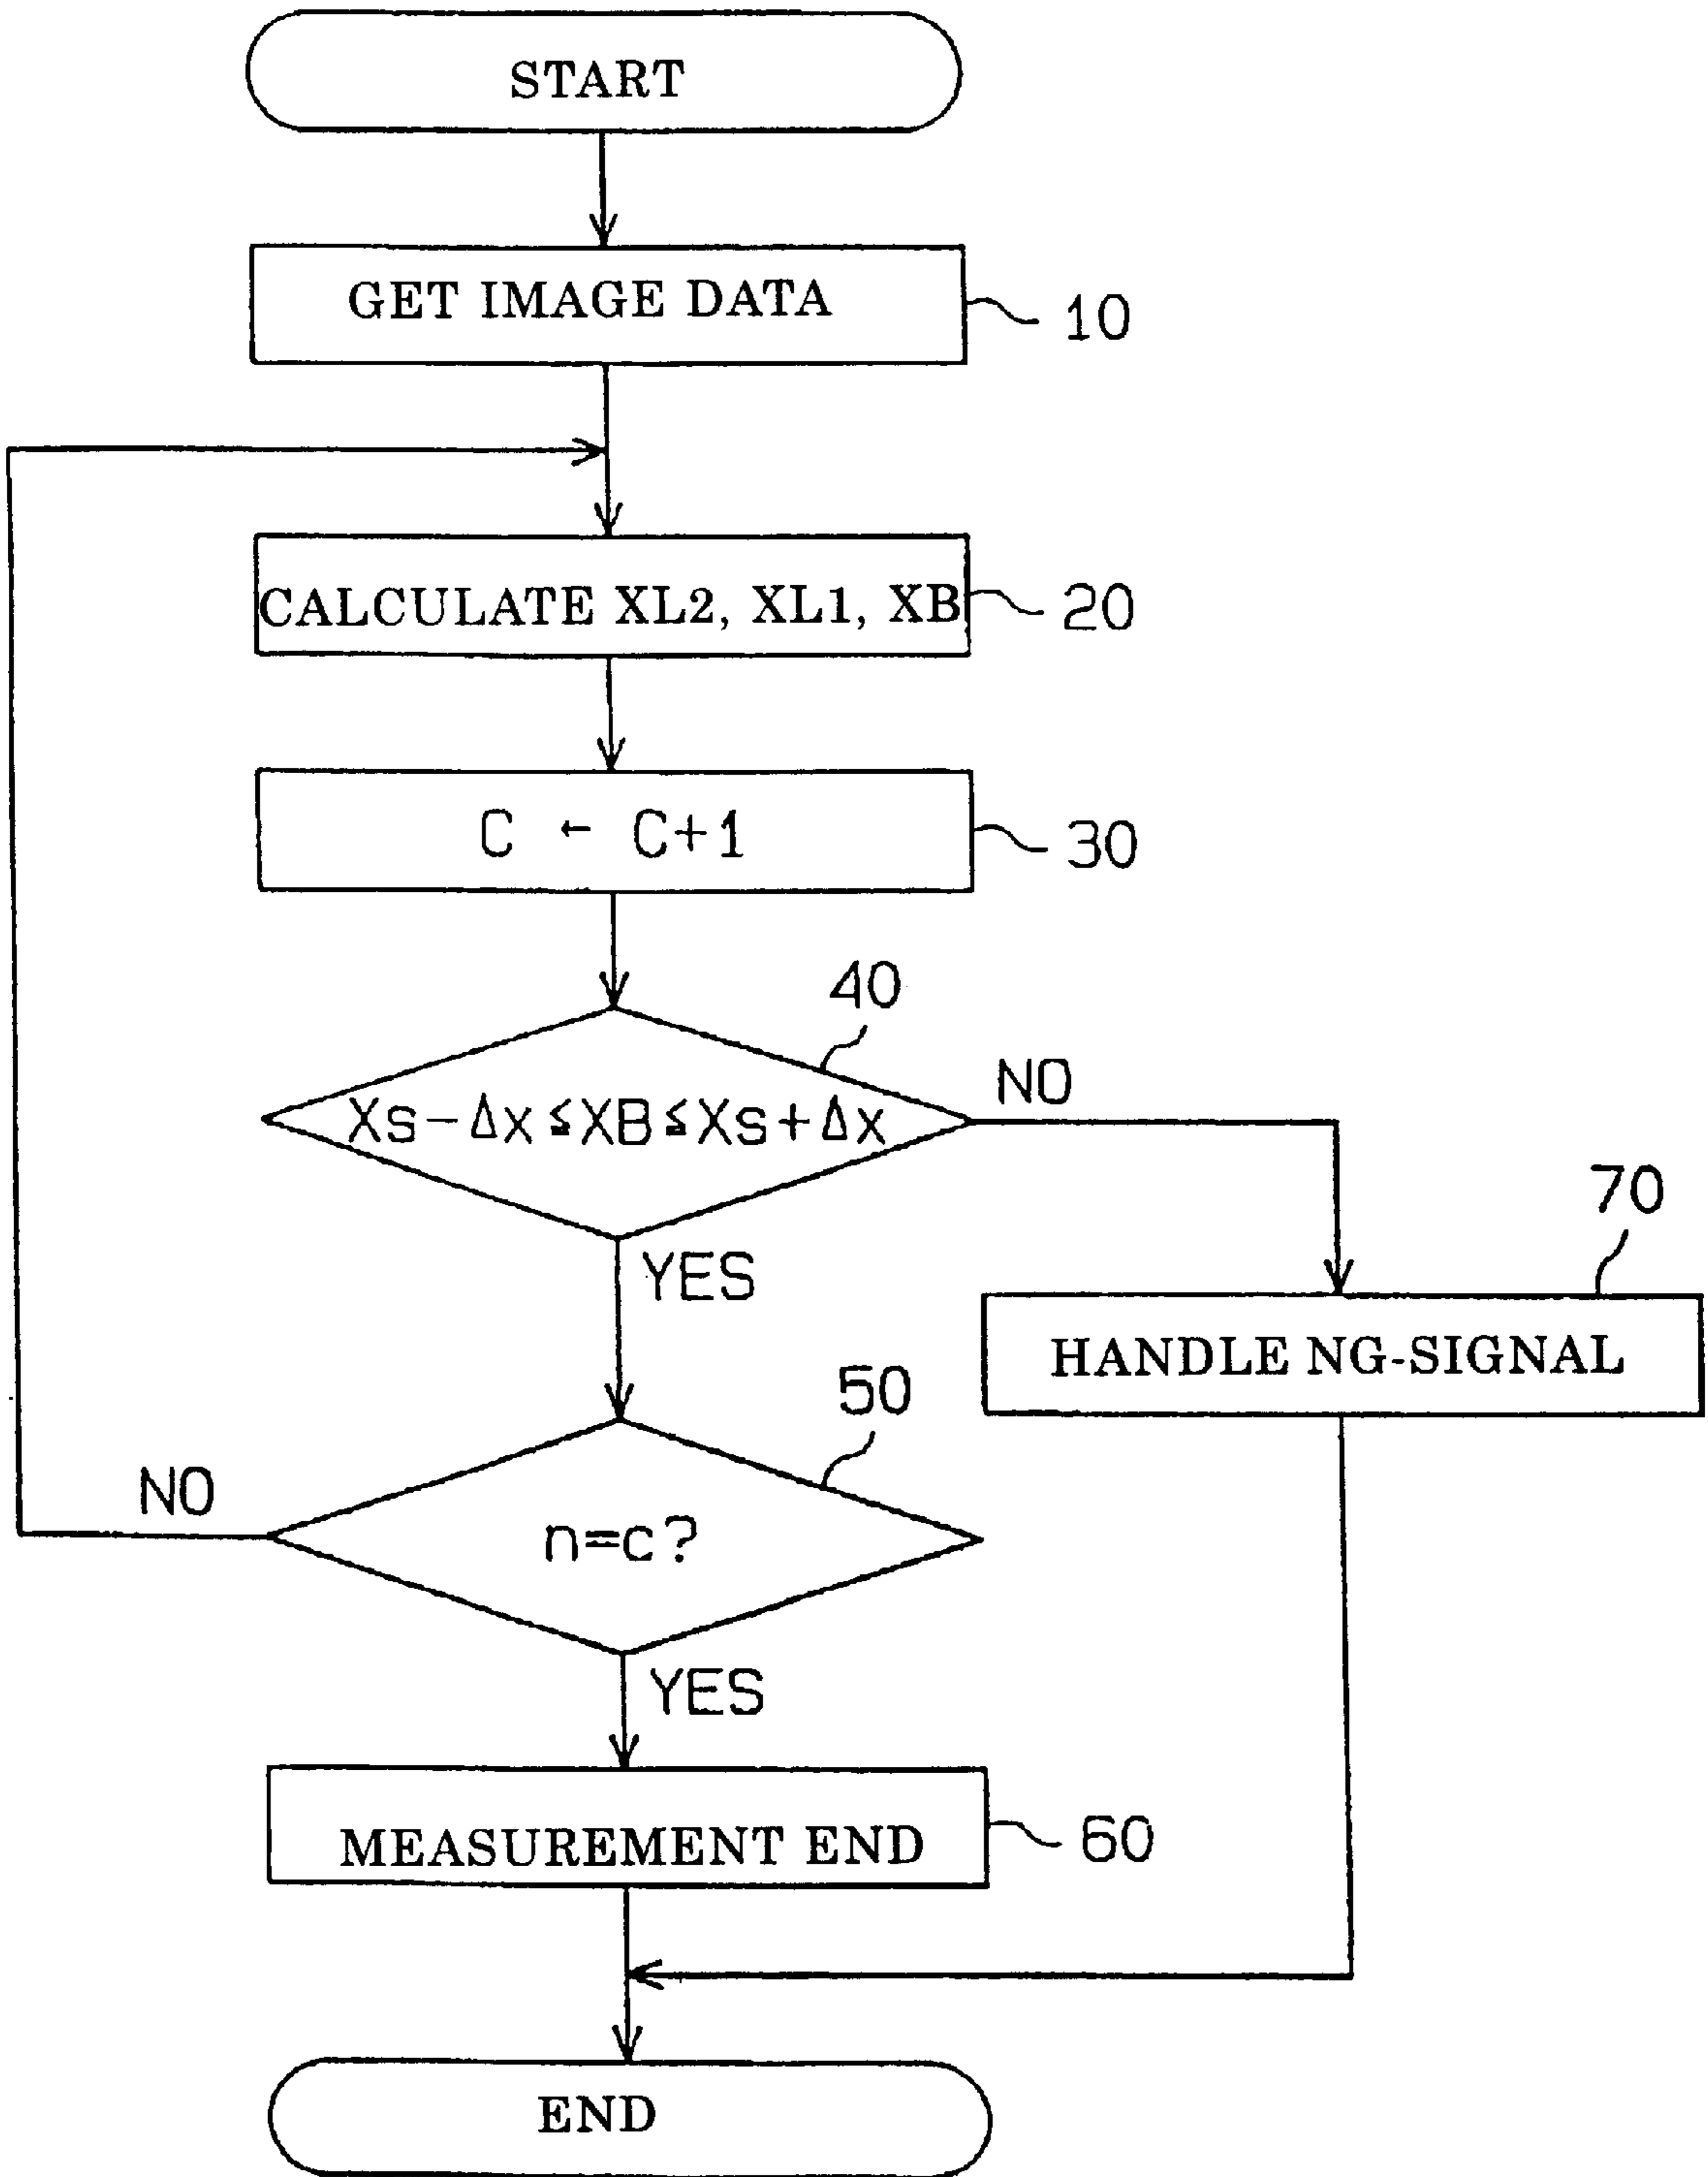 START
GET IMAGE DATA
10
CALCULATE XL2, XL1, XB
20
C ← C+1
30
40
Xs-Δx≦XB≦Xs+Δx
NO
YES
70
HANDLE NG-SIGNAL
50
NO
n=c?
YES
MEASUREMENT END
60
END